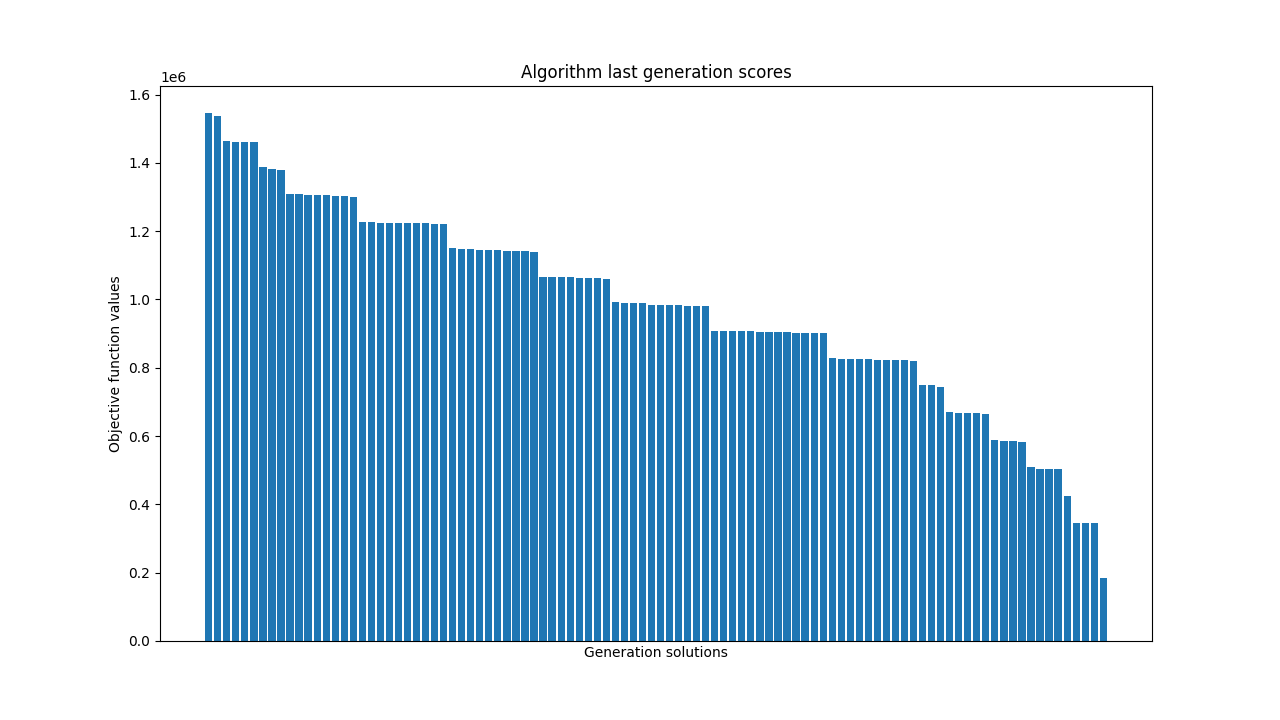 Algorithm last generation scores
1e6
1.6
1.4
1.2
1.0
0.8
0.6
0.4
0.2
0.0
Objective function values
Generation solutions